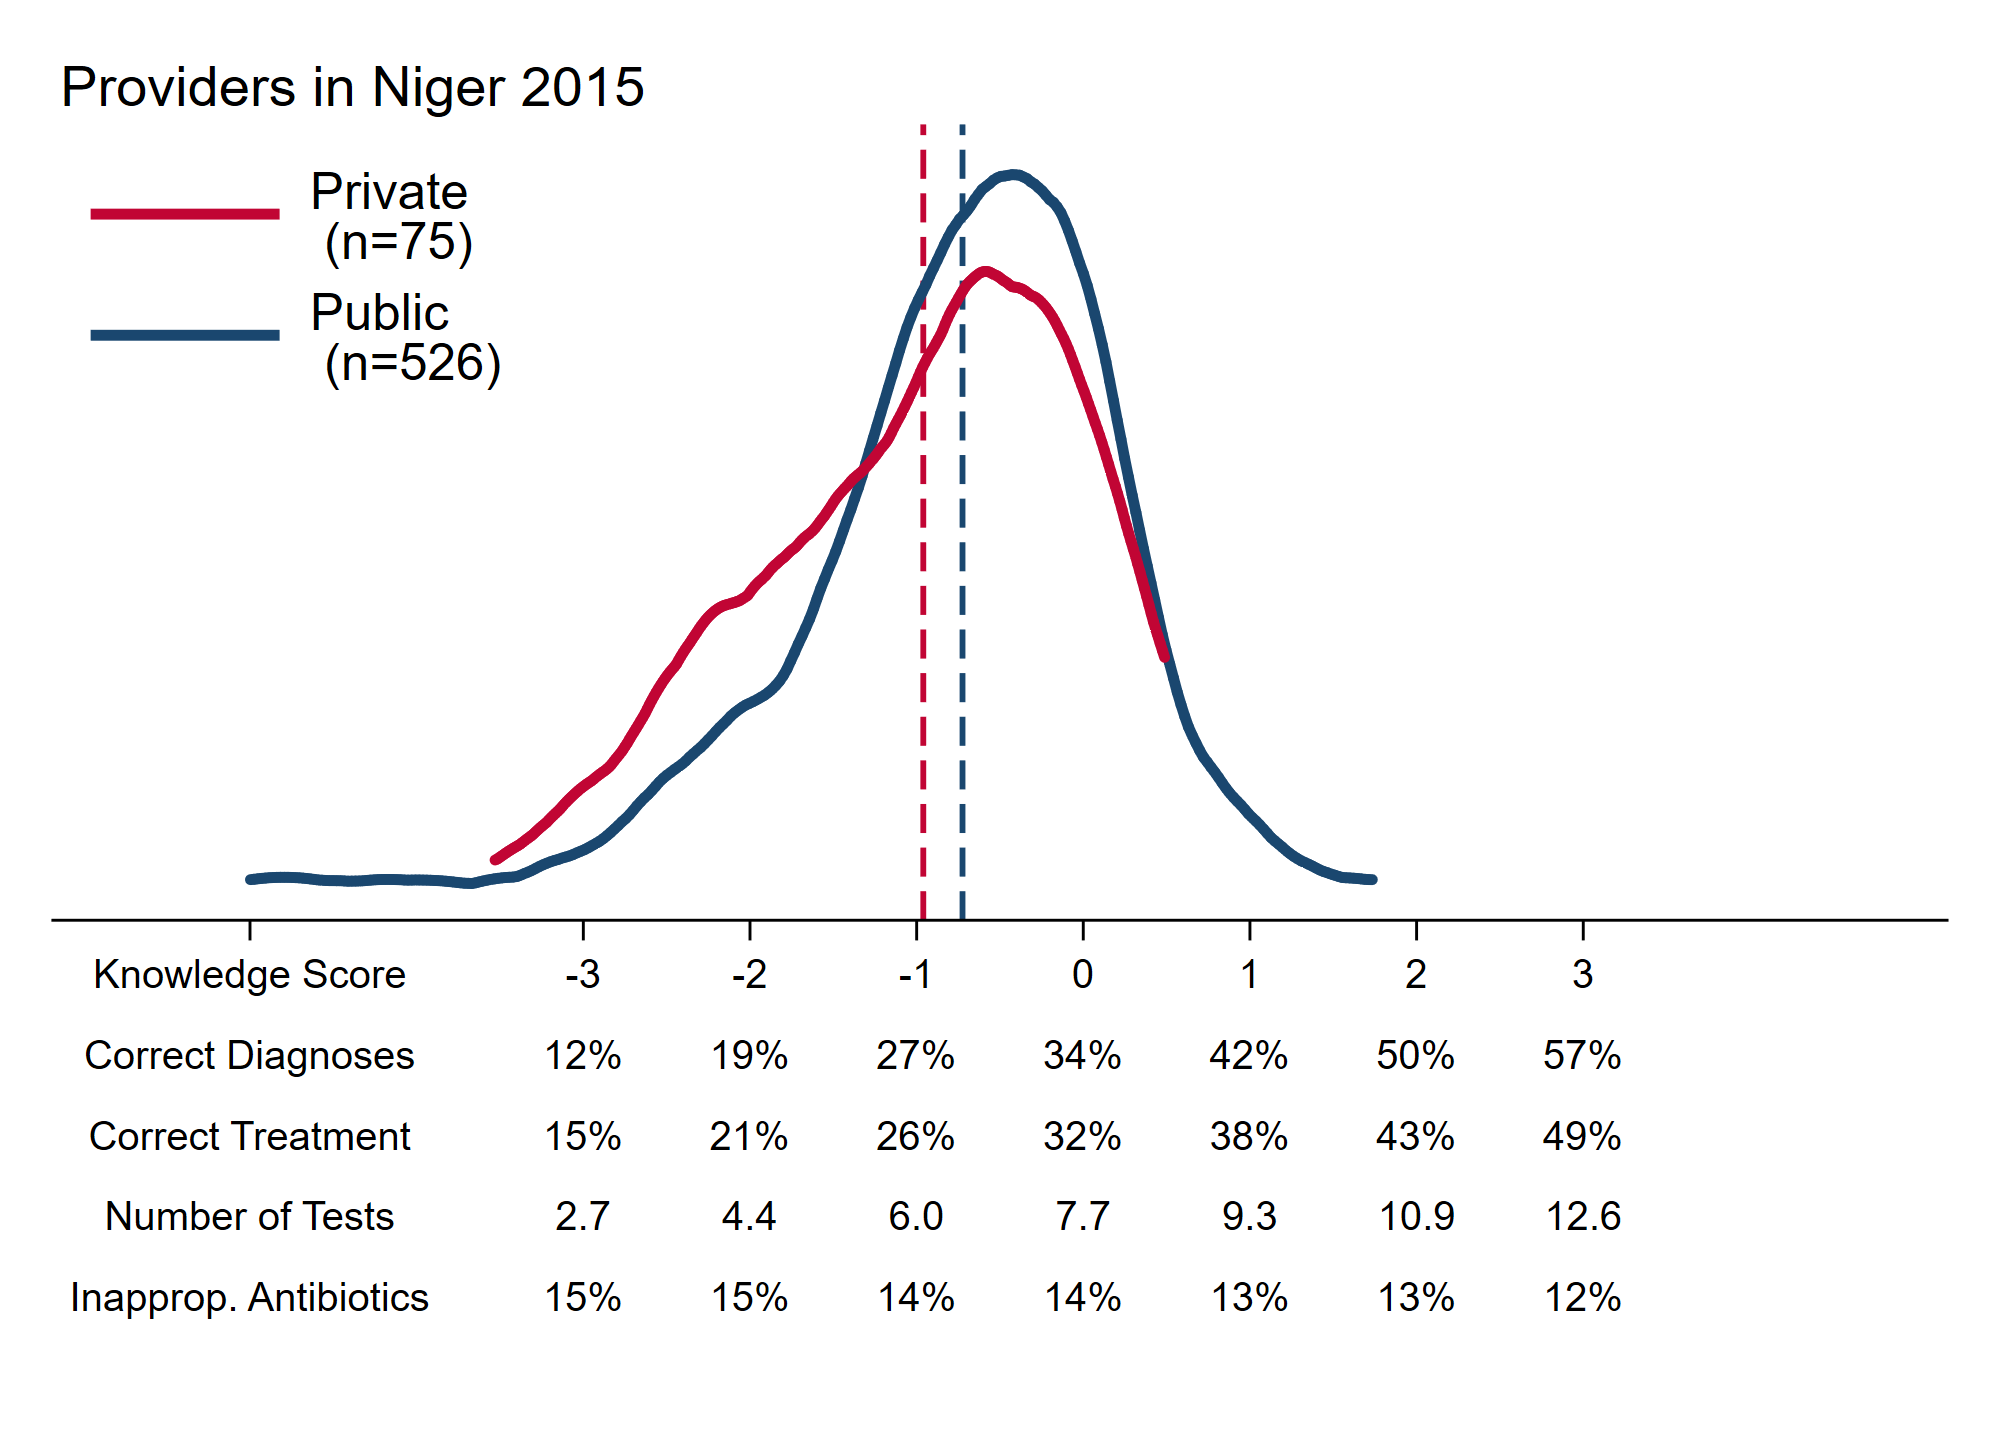 Providers in Niger 2015
Private
(n=75)
Public
(n=526)
Knowledge Score -3 -2 -1 0 1 2 3
Correct Diagnoses 12% 19% 27% 34% 42% 50% 57%
Correct Treatment 15% 21% 26% 32% 38% 43% 49%
Number of Tests 2.7 4.4 6.0 7.7 9.3 10.9 12.6
Inapprop. Antibiotics 15% 15% 14% 14% 13% 13% 12%